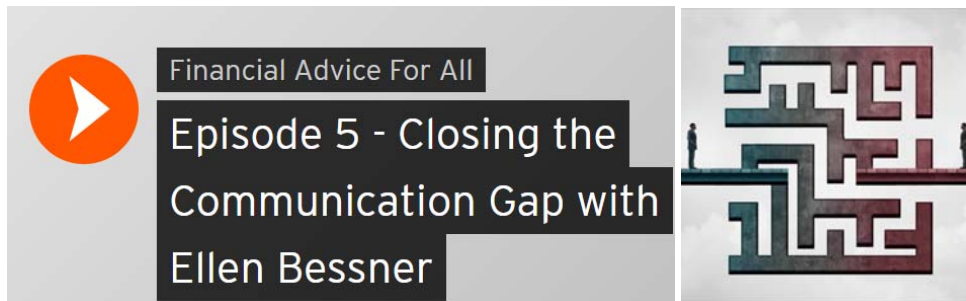 Financial Advice For All
Episode 5 - Closing the
Communication Gap with
Ellen Bessner